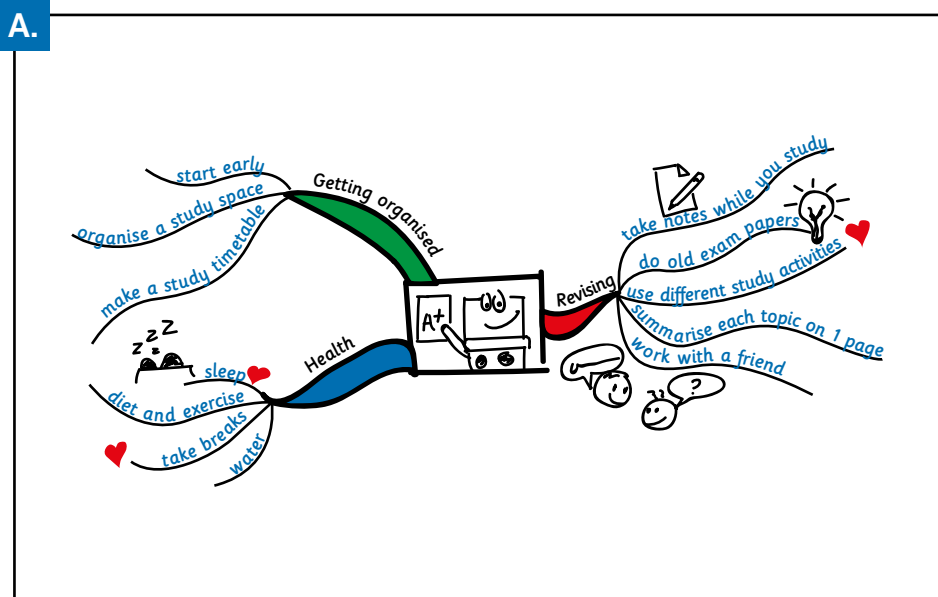 A.
Getting organised
start early
organise a study space
make a study timetable
Health
zzZ
z
sleep
diet and exercise
take breaks
water
A+
Revising
take notes while you study
do old exam papers
use different study activities
summarise each topic on 1 page
work with a friend
?